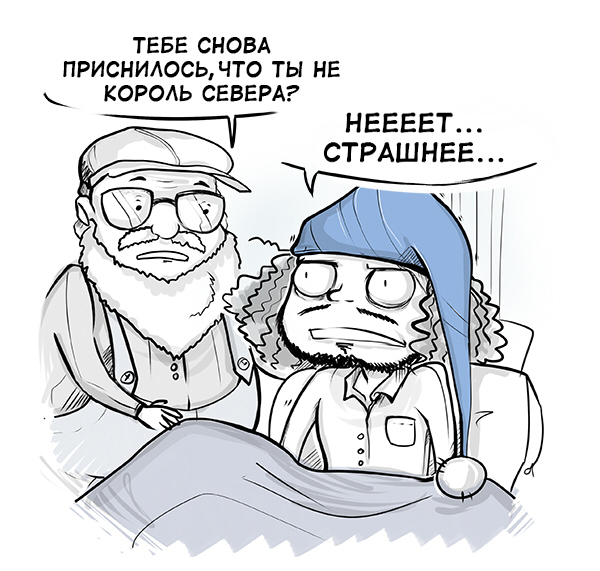 ТЕБЕ СНОВА
ПРИСНИЛОСЬ, ЧТО ТЫ НЕ
КОРОЛЬ СЕВЕРА?
НЕЕЕЕТ...
СТРАШНЕЕ...